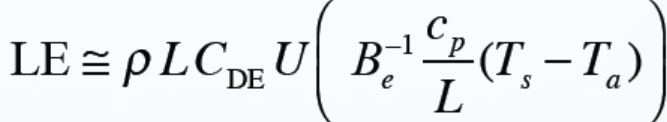 LE ≅ ρLC_DE U( B_e^{-1} c_p/L (T_s − T_a)